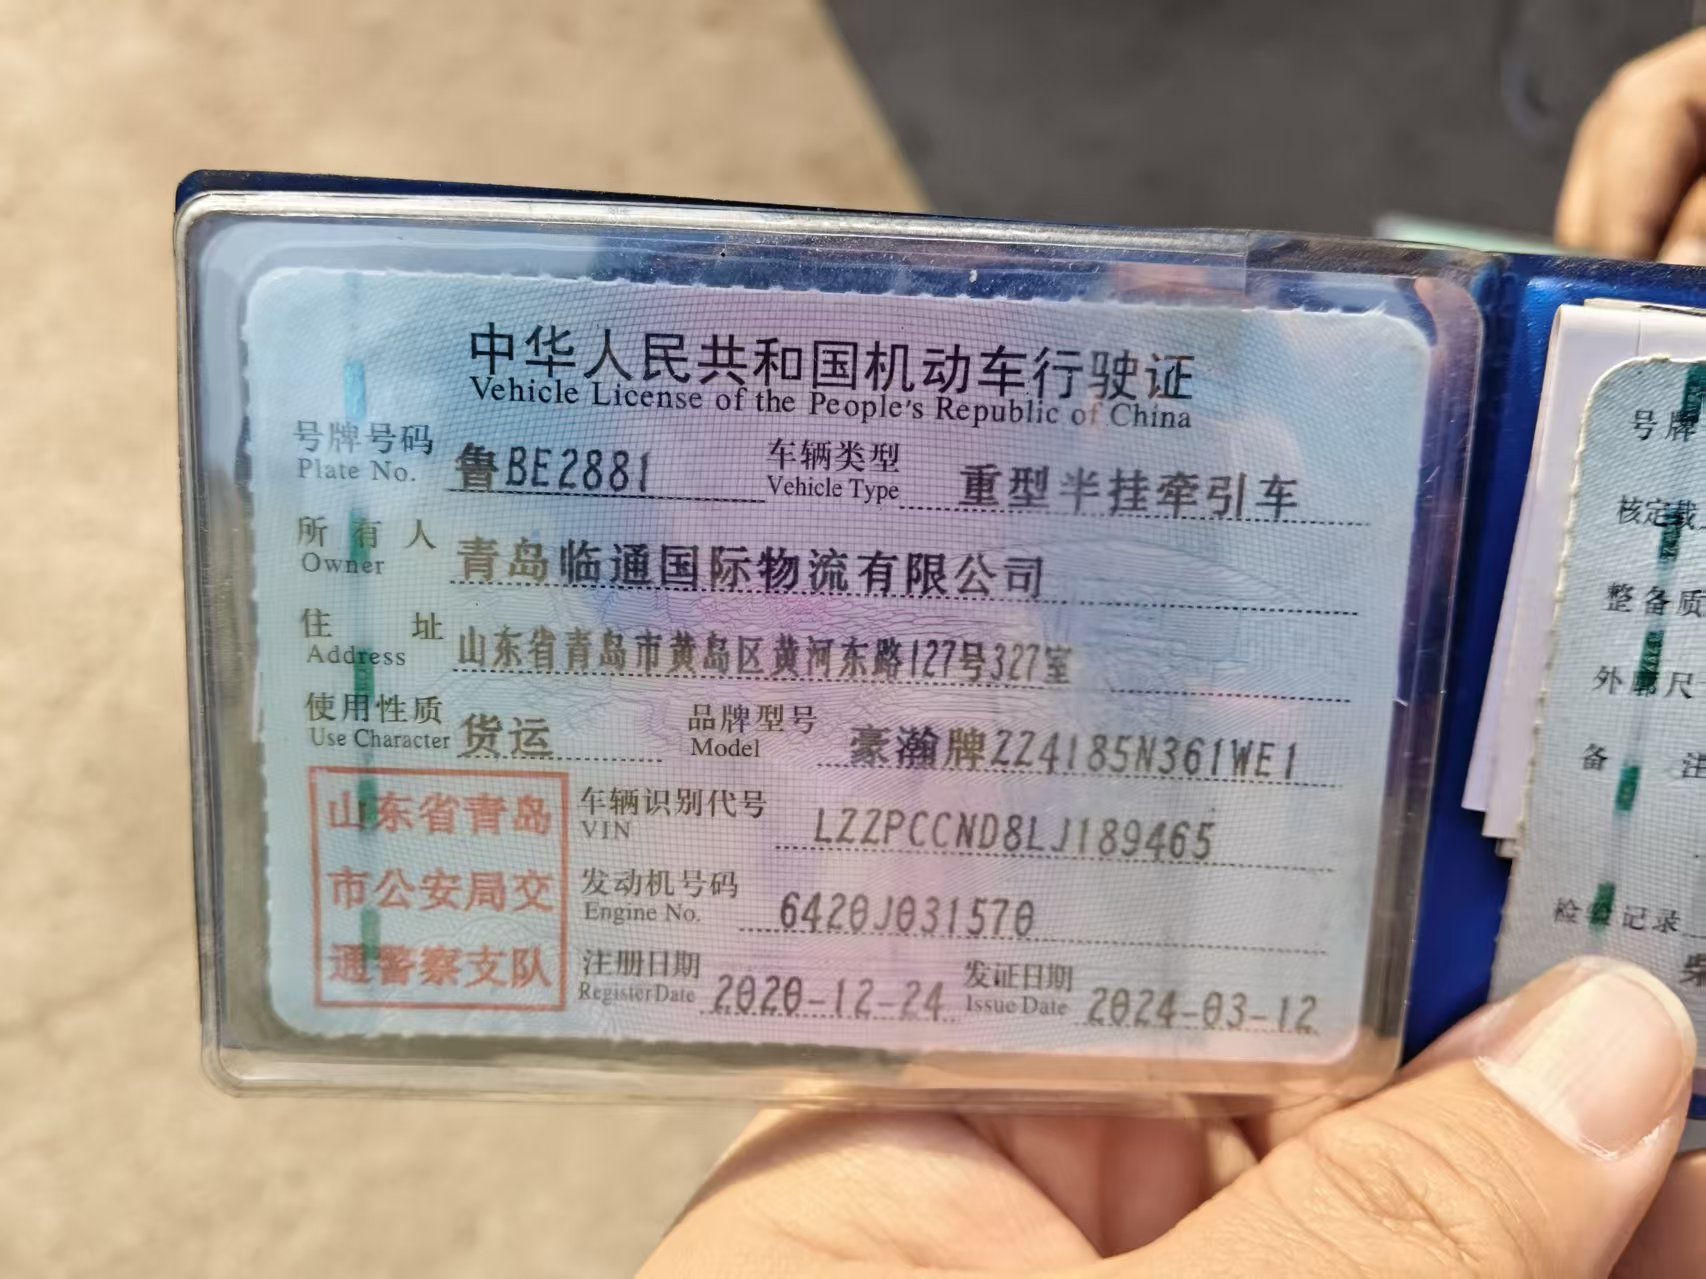 中华人民共和国机动车行驶证
Vehicle License of the People's Republic of China
号牌号码 鲁BE2881 车辆类型 重型半挂牵引车
Plate No. Vehicle Type
所有人 青岛临通国际物流有限公司
Owner
住址 山东省青岛市黄岛区黄河东路127号327室
Address
使用性质 货运 品牌型号 豪瀚牌ZZ4185N361WE1
Use Character Model
山东省青岛
市公安局交
通警察支队
车辆识别代号 LZZPCCND8LJ189465
VIN
发动机号码 6420J031570
Engine No.
注册日期 2020-12-24 发证日期 2024-03-12
Register Date Issue Date
号牌
核定载
整备质
外廓尺
备注
检验记录